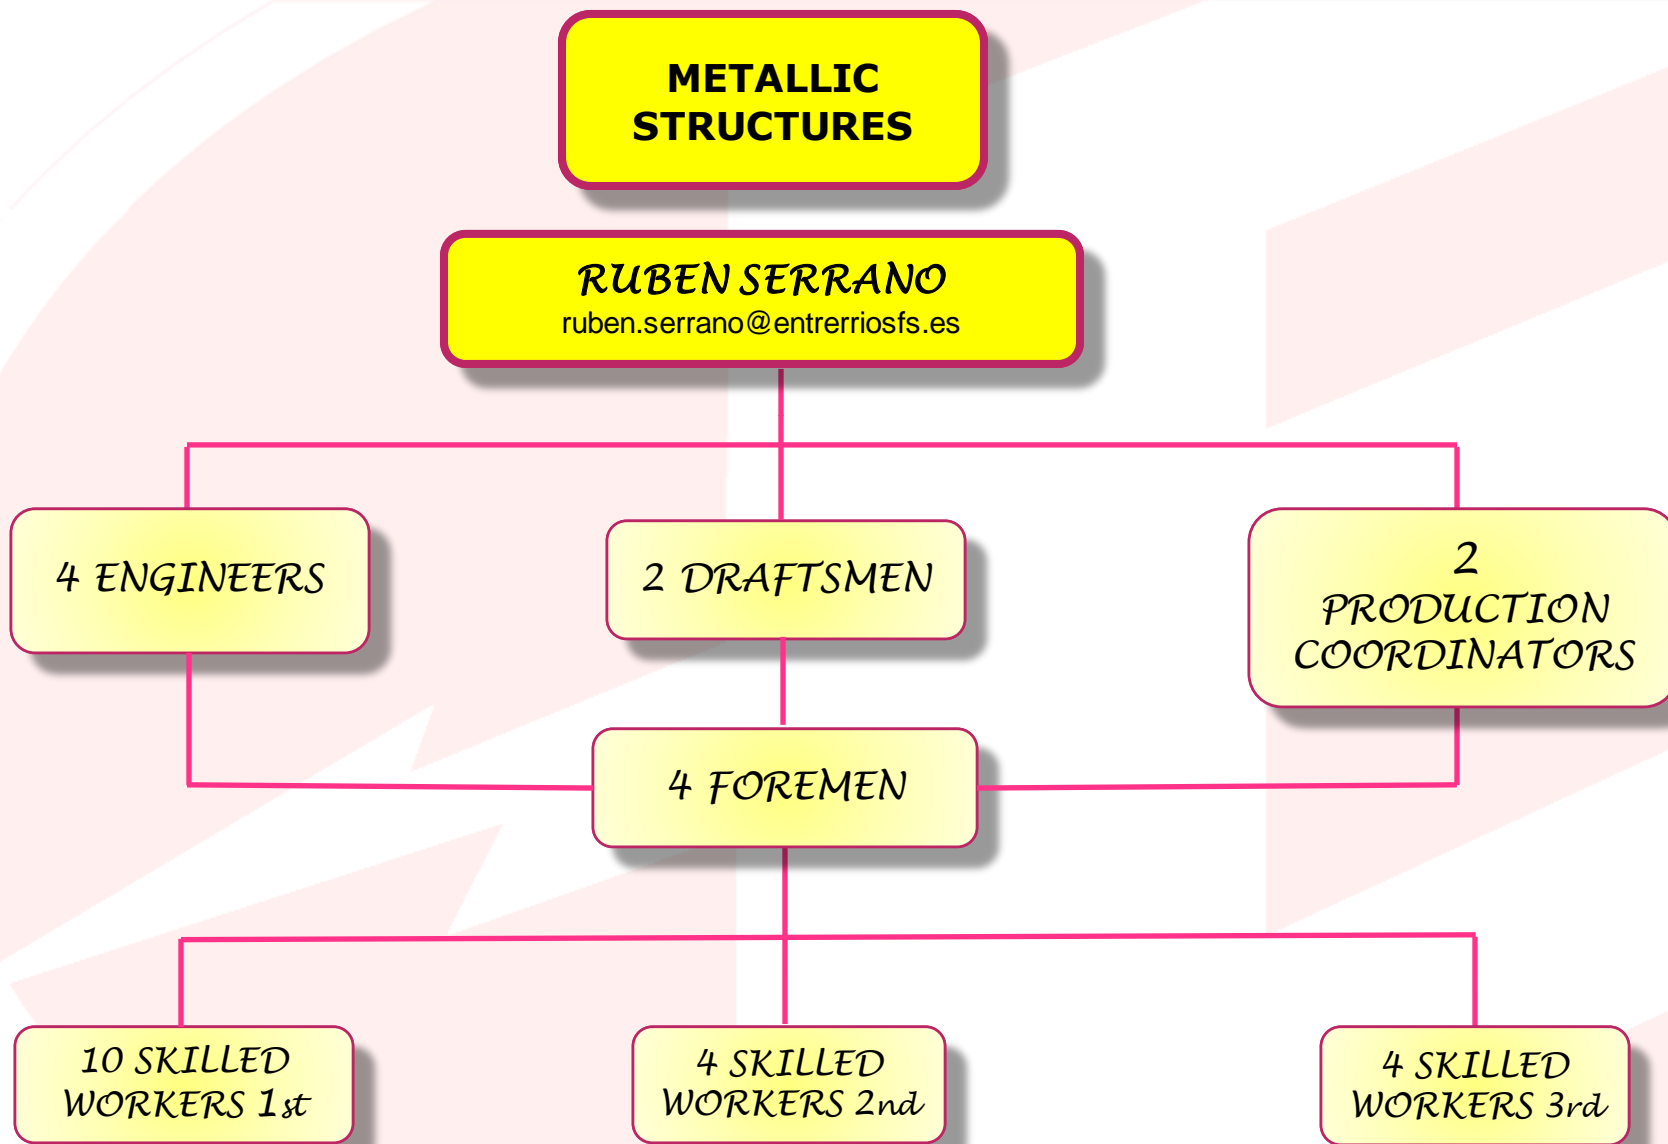 METALLIC
STRUCTURES
RUBEN SERRANO
ruben.serrano@entrerriosfs.es
4 ENGINEERS
2 DRAFTSMEN
2
PRODUCTION
COORDINATORS
4 FOREMEN
10 SKILLED
WORKERS 1st
4 SKILLED
WORKERS 2nd
4 SKILLED
WORKERS 3rd